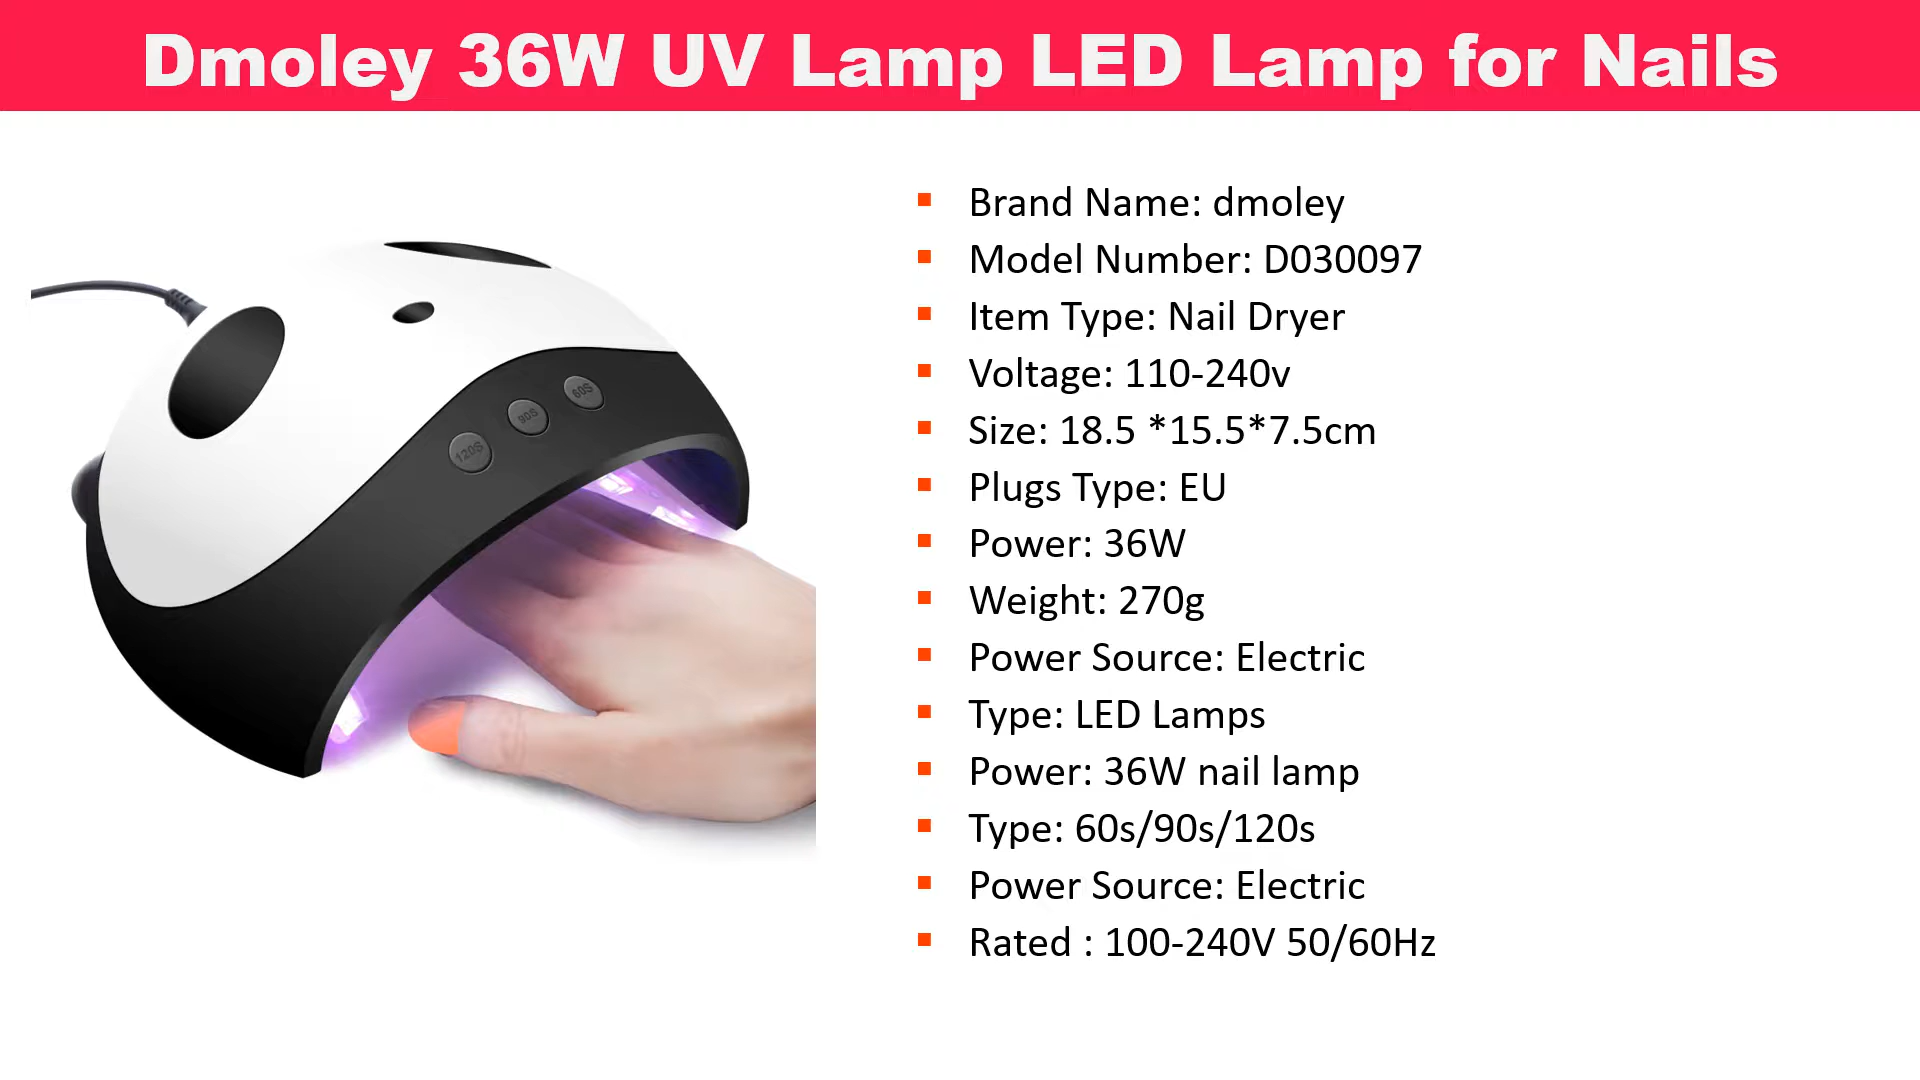 Dmoley 36W UV Lamp LED Lamp for Nails
Brand Name: dmoley
Model Number: D030097
Item Type: Nail Dryer
Voltage: 110-240v
Size: 18.5 *15.5*7.5cm
Plugs Type: EU
Power: 36W
Weight: 270g
Power Source: Electric
Type: LED Lamps
Power: 36W nail lamp
Type: 60s/90s/120s
Power Source: Electric
Rated : 100-240V 50/60Hz
120S
90S
60S